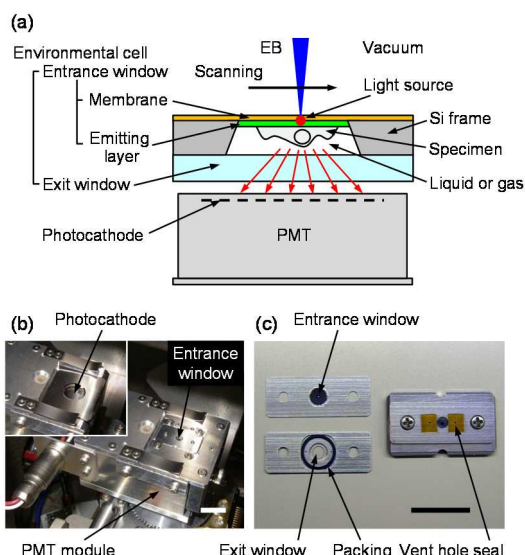 (a)
EB
Vacuum
Environmental cell
Entrance window
Scanning
Light source
Membrane
Si frame
Emitting
layer
Specimen
Exit window
Liquid or gas
Photocathode
PMT
(b)
Photocathode
Entrance
window
PMT module
(c)
Entrance window
Exit window
Packing
Vent hole seal